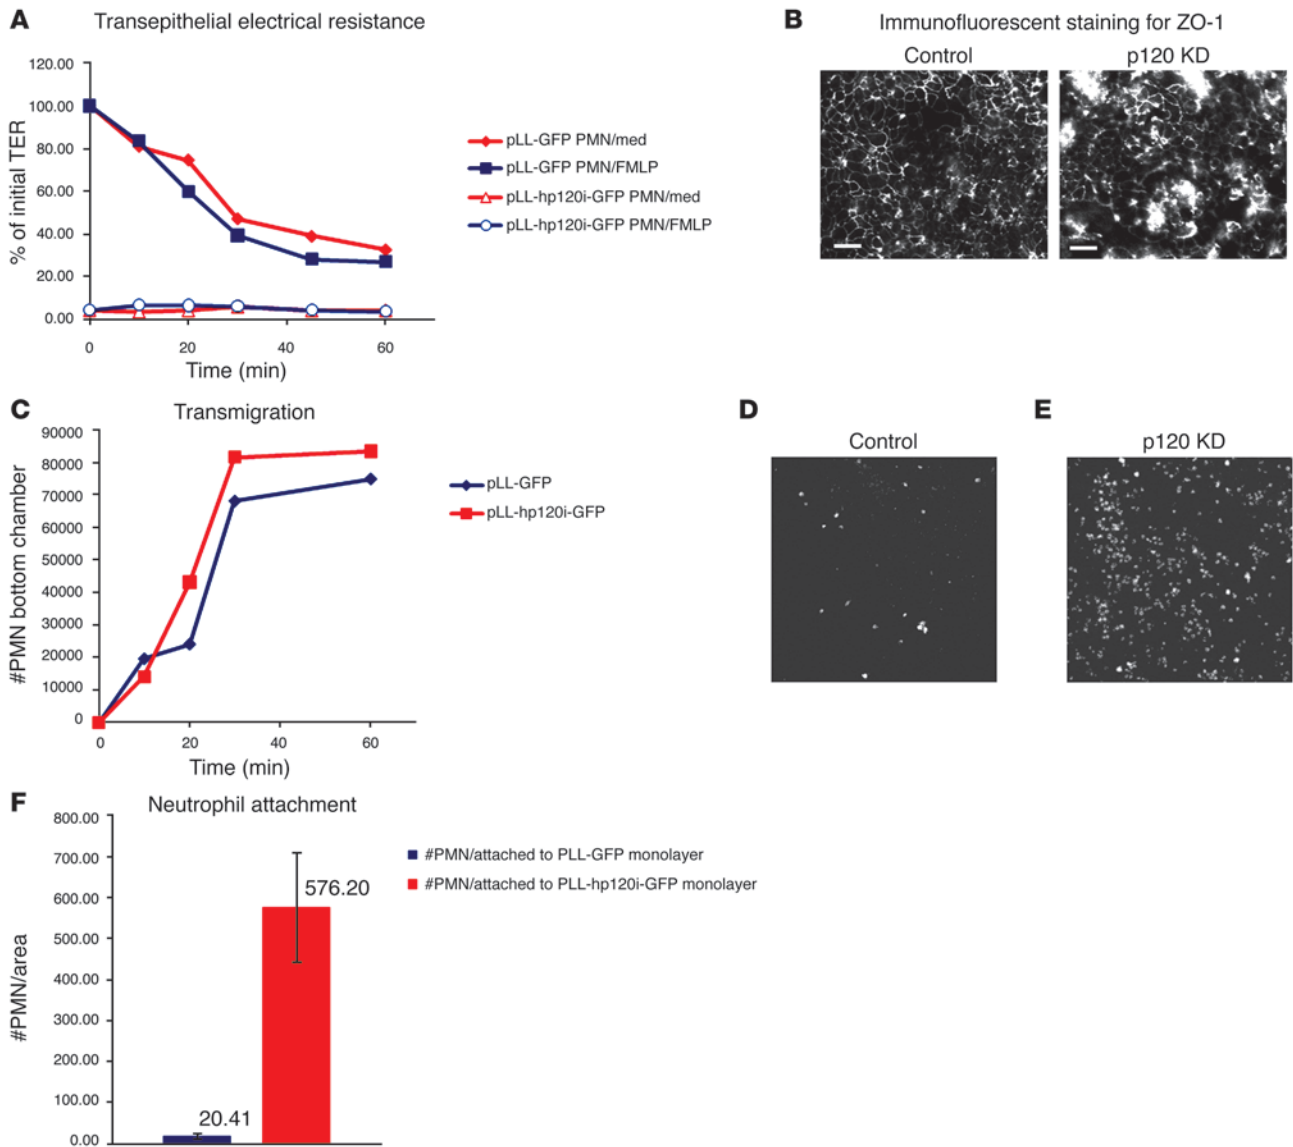 A
Transepithelial electrical resistance
120.00
100.00
80.00
60.00
40.00
20.00
0.00
% of initial TER
0
20
40
60
Time (min)
pLL-GFP PMN/med
pLL-GFP PMN/FMLP
pLL-hp120i-GFP PMN/med
pLL-hp120i-GFP PMN/FMLP
B
Immunofluorescent staining for ZO-1
Control
p120 KD
C
Transmigration
90000
80000
70000
60000
50000
40000
30000
20000
10000
0
#PMN bottom chamber
0
20
40
60
Time (min)
pLL-GFP
pLL-hp120i-GFP
D
Control
E
p120 KD
F
Neutrophil attachment
800.00
700.00
600.00
500.00
400.00
300.00
200.00
100.00
0.00
#PMN/area
20.41
576.20
#PMN/attached to PLL-GFP monolayer
#PMN/attached to PLL-hp120i-GFP monolayer